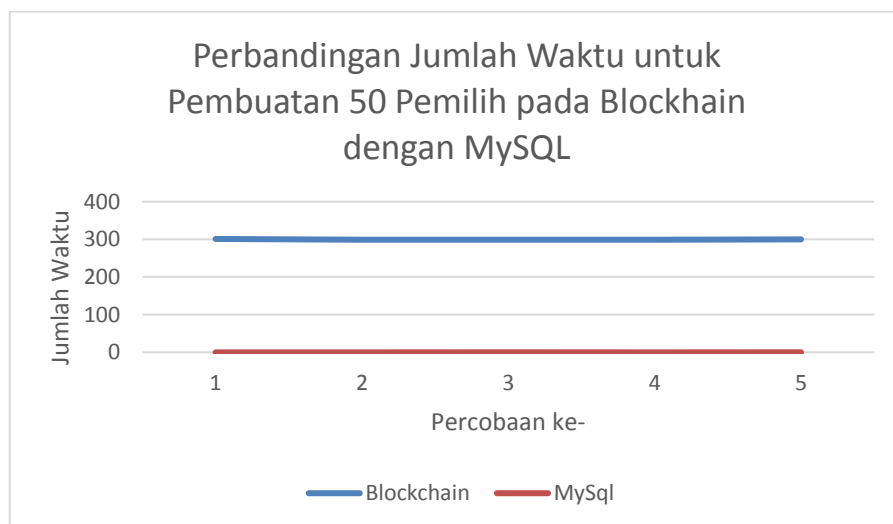 Perbandingan Jumlah Waktu untuk
Pembuatan 50 Pemilih pada Blockhain
dengan MySQL
Jumlah Waktu
400
300
200
100
0
1 2 3 4 5
Percobaan ke-
Blockchain MySql